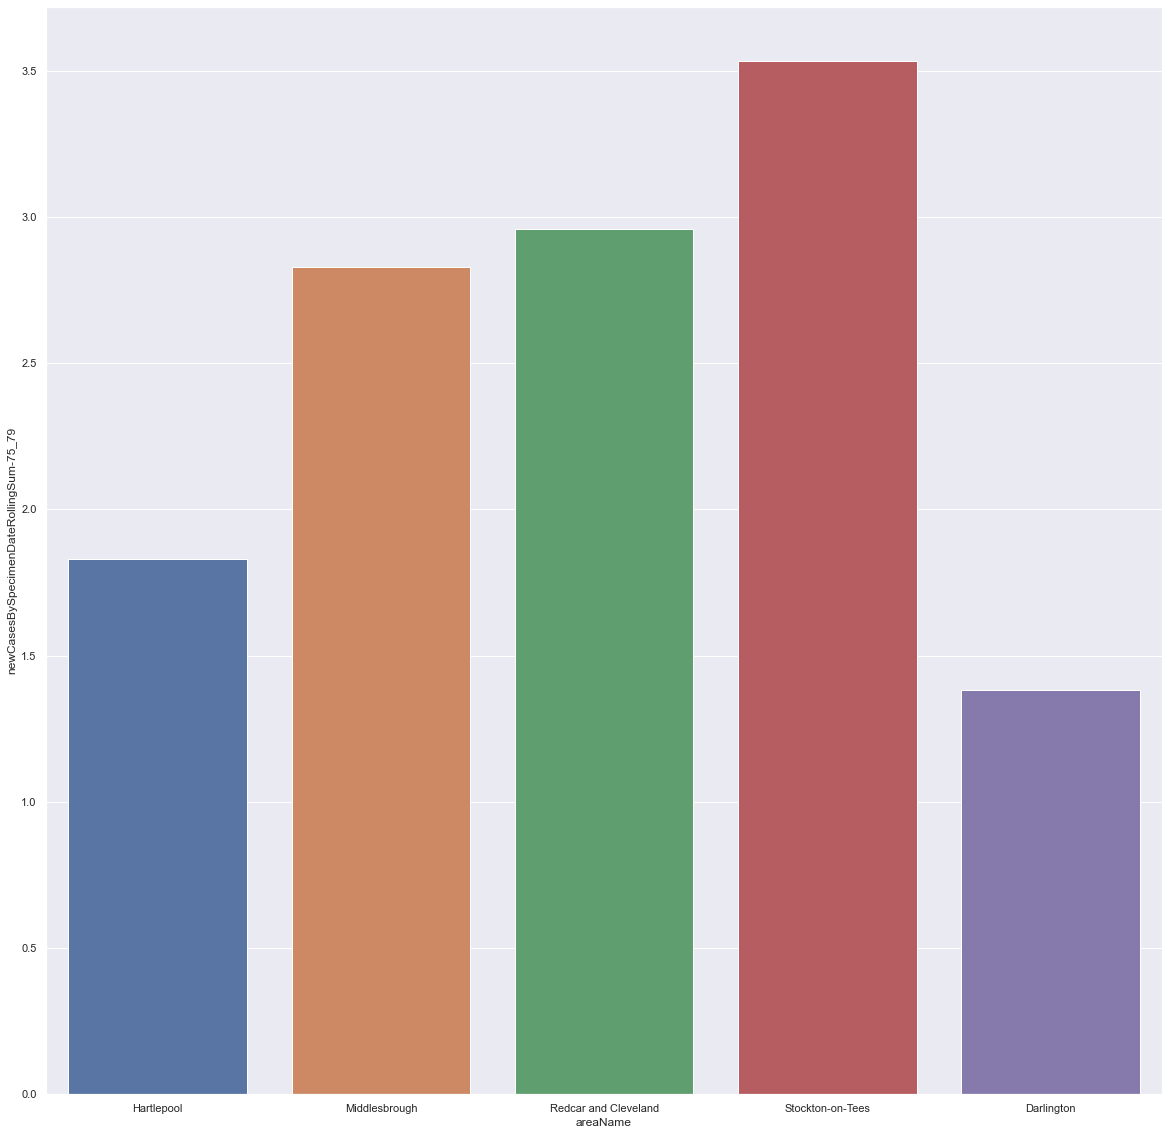 3.5
3.0
2.5
2.0
1.5
1.0
0.5
0.0
newCasesBySpecimenDateRollingSum-75_79
Hartlepool
Middlesbrough
Redcar and Cleveland
Stockton-on-Tees
Darlington
areaName